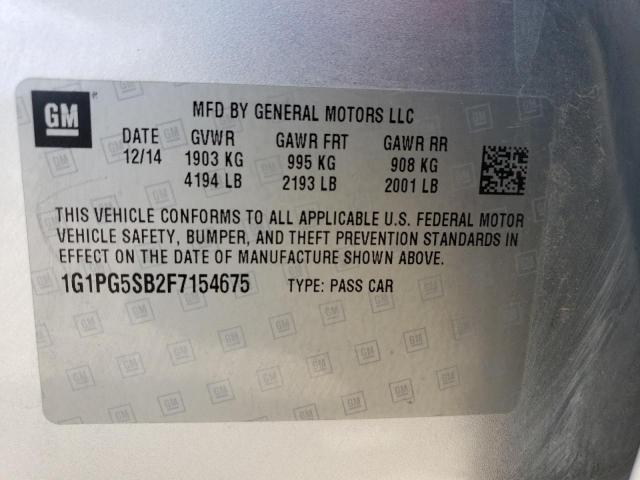 GM
MFD BY GENERAL MOTORS LLC
DATE GVWR GAWR FRT GAWR RR
12/14 1903 KG 995 KG 908 KG
4194 LB 2193 LB 2001 LB
THIS VEHICLE CONFORMS TO ALL APPLICABLE U.S. FEDERAL MOTOR
VEHICLE SAFETY, BUMPER, AND THEFT PREVENTION STANDARDS IN
EFFECT ON THE DATE OF MANUFACTURE SHOWN ABOVE.
1G1PG5SB2F7154675 TYPE: PASS CAR